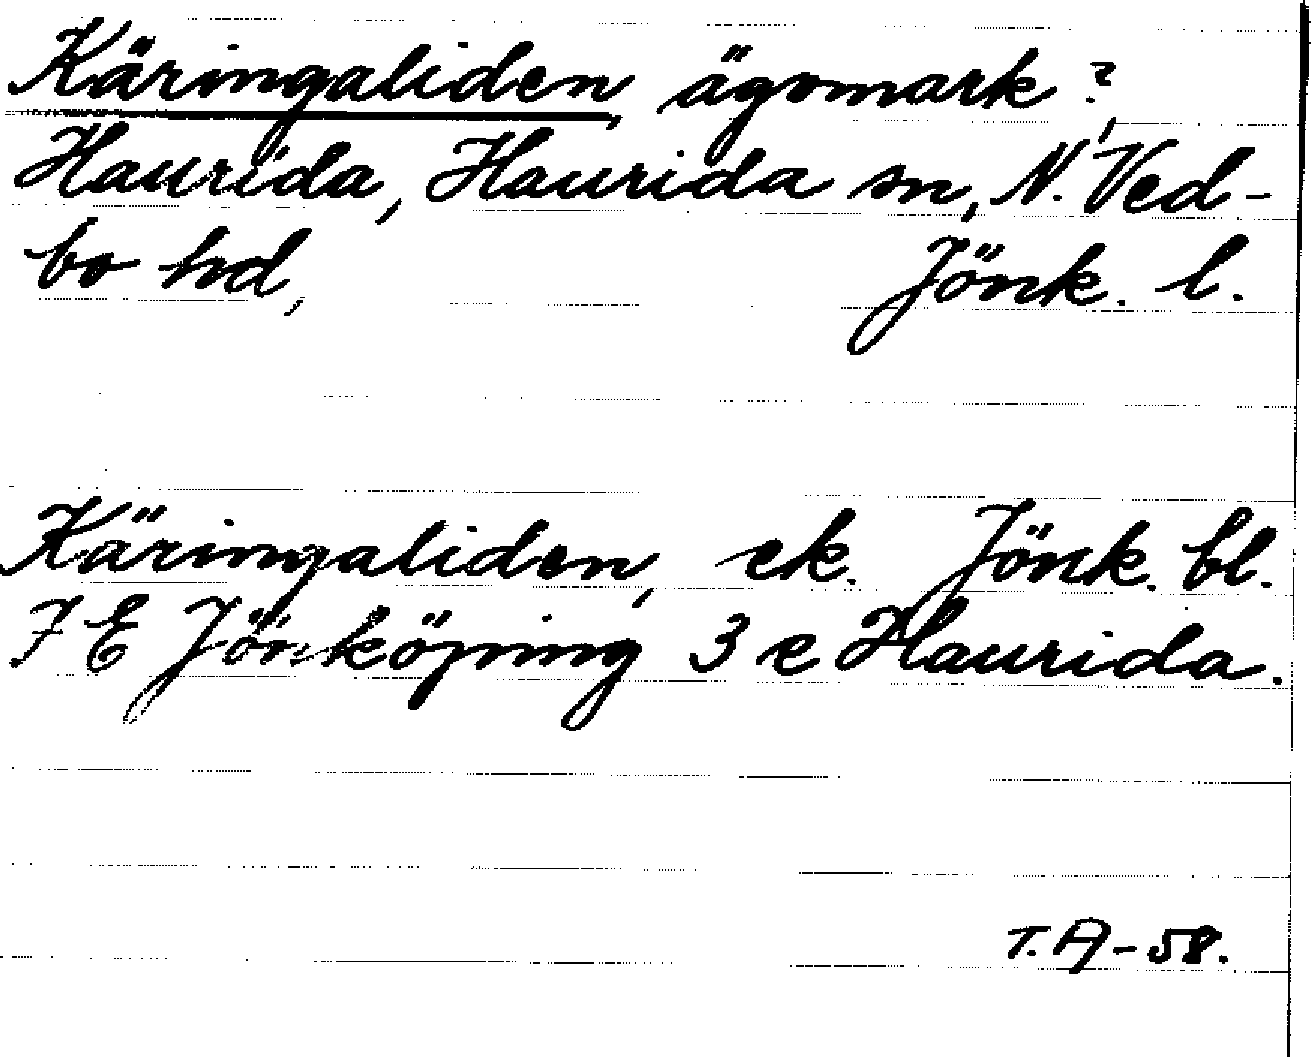 Käringaliden, ägomark?,
Haurida, Haurida sn, N. Ved-
bo hd, Jönk. l.
Käringaliden, ek. Jönk. bl.
7 E Jönköping 3 e Haurida.
T. A-58.